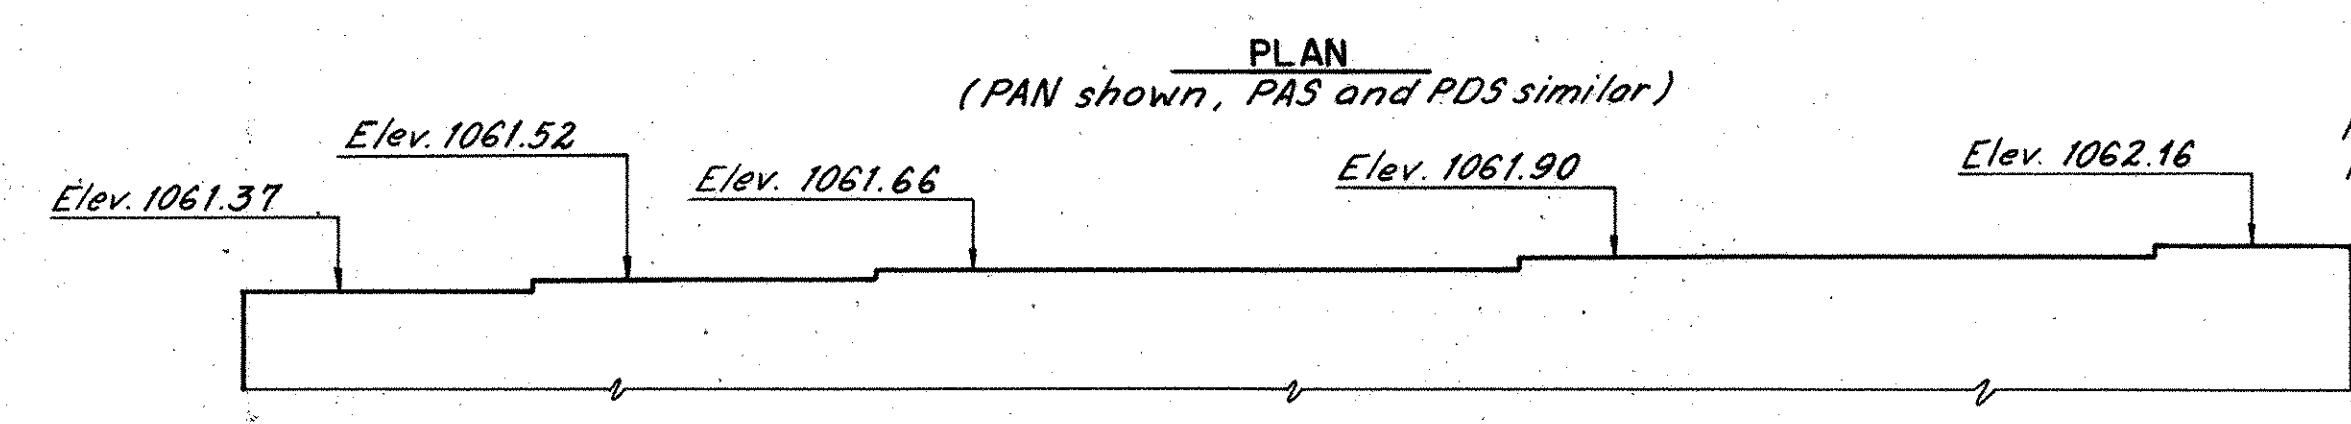 PLAN
(PAN shown, PAS and PDS similar)
Elev. 1061.37
Elev. 1061.52
Elev. 1061.66
Elev. 1061.90
Elev. 1062.16